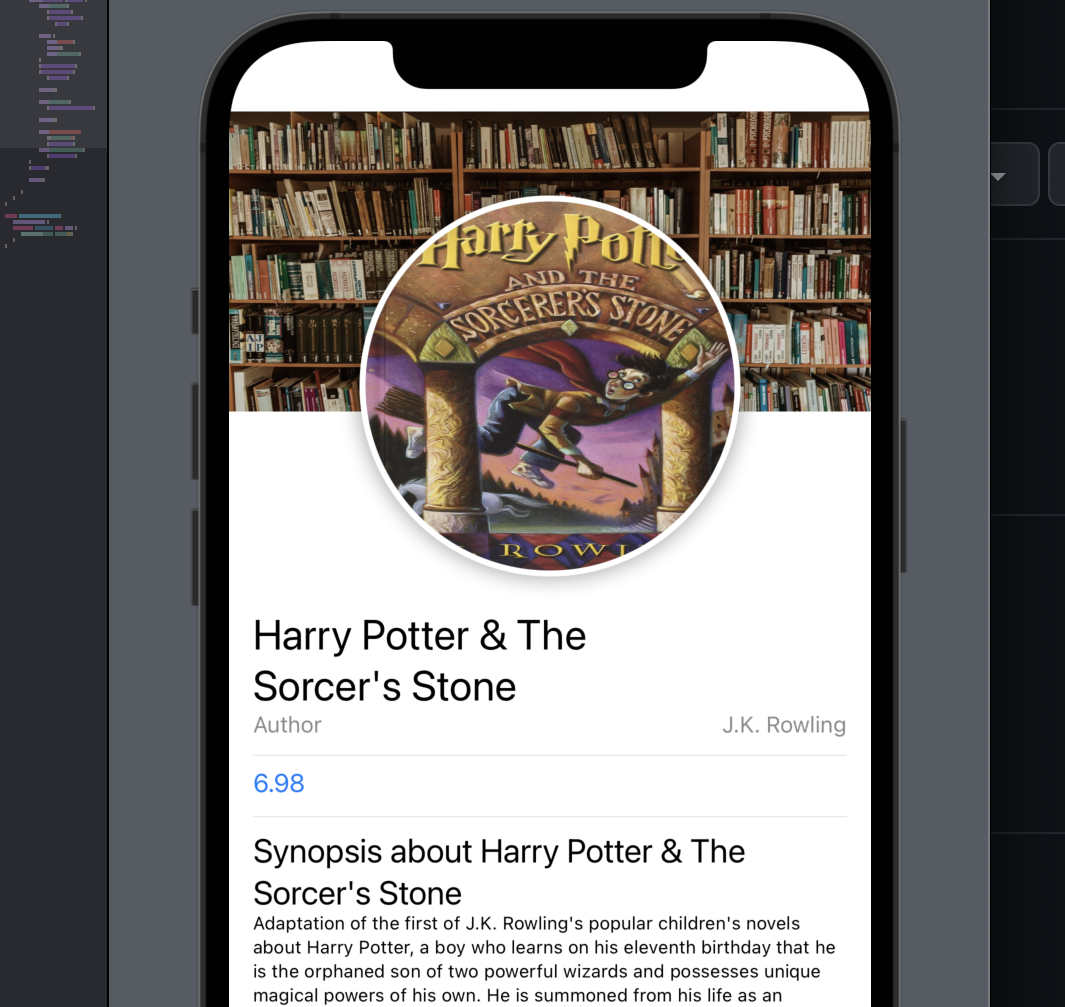 Harry Pott
AND THE
SORCERER'S STONE
ROWL
Harry Potter & The
Sorcer's Stone
Author J.K. Rowling
6.98
Synopsis about Harry Potter & The
Sorcer's Stone
Adaptation of the first of J.K. Rowling's popular children's novels
about Harry Potter, a boy who learns on his eleventh birthday that he
is the orphaned son of two powerful wizards and possesses unique
magical powers of his own. He is summoned from his life as an